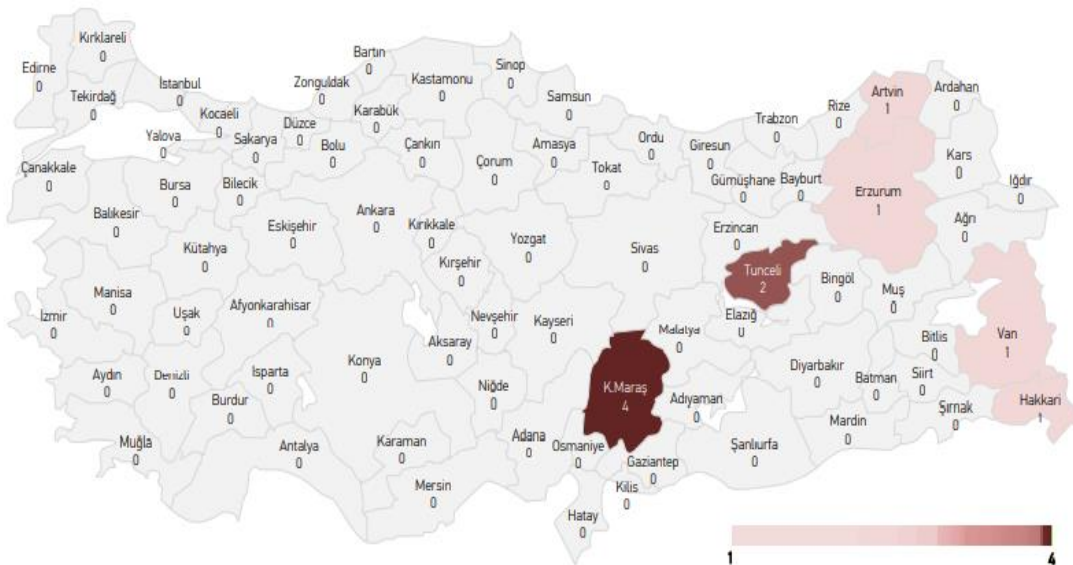 Kırklareli
0
Edirne
0
Tekirdağ
0
İstanbul
0
Kocaeli
0
Yalova
0
Sakarya
0
Düzce
0
Zonguldak
0
Bartın
0
Karabük
0
Kastamonu
0
Sinop
0
Samsun
0
Bolu
0
Çankırı
0
Çorum
0
Amasya
0
Tokat
0
Ordu
0
Giresun
0
Trabzon
0
Rize
0
Artvin
1
Ardahan
0
Gümüşhane
0
Bayburt
0
Kars
0
Iğdır
0
Erzurum
1
Ağrı
0
Çanakkale
0
Bursa
0
Bilecik
0
Balıkesir
0
Kütahya
0
Eskişehir
0
Ankara
0
Kırıkkale
0
Kırşehir
0
Yozgat
0
Sivas
0
Erzincan
0
Tunceli
2
Bingöl
0
Muş
0
Elazığ
0
Malatya
0
Manisa
0
İzmir
0
Uşak
0
Afyonkarahisar
0
Nevşehir
0
Kayseri
0
Aksaray
0
Konya
0
Niğde
0
K.Maraş
4
Adıyaman
0
Diyarbakır
0
Batman
0
Siirt
0
Bitlis
0
Van
1
Hakkari
1
Şırnak
0
Mardin
0
Şanlıurfa
0
Gaziantep
0
Kilis
0
Hatay
0
Osmaniye
0
Adana
0
Mersin
0
Karaman
0
Antalya
0
Isparta
0
Burdur
0
Denizli
0
Aydın
0
Muğla
0
1
4